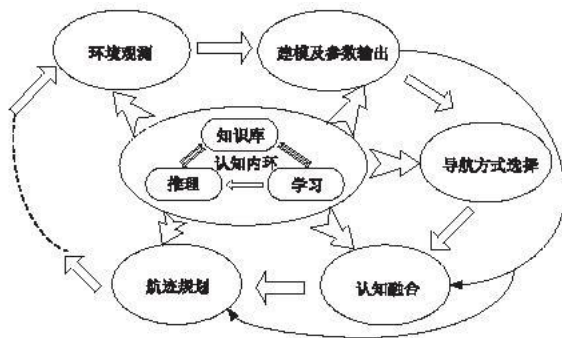 环境观测
建模及参数输出
知识库
认知内环
推理
学习
导航方式选择
航迹规划
认知融合